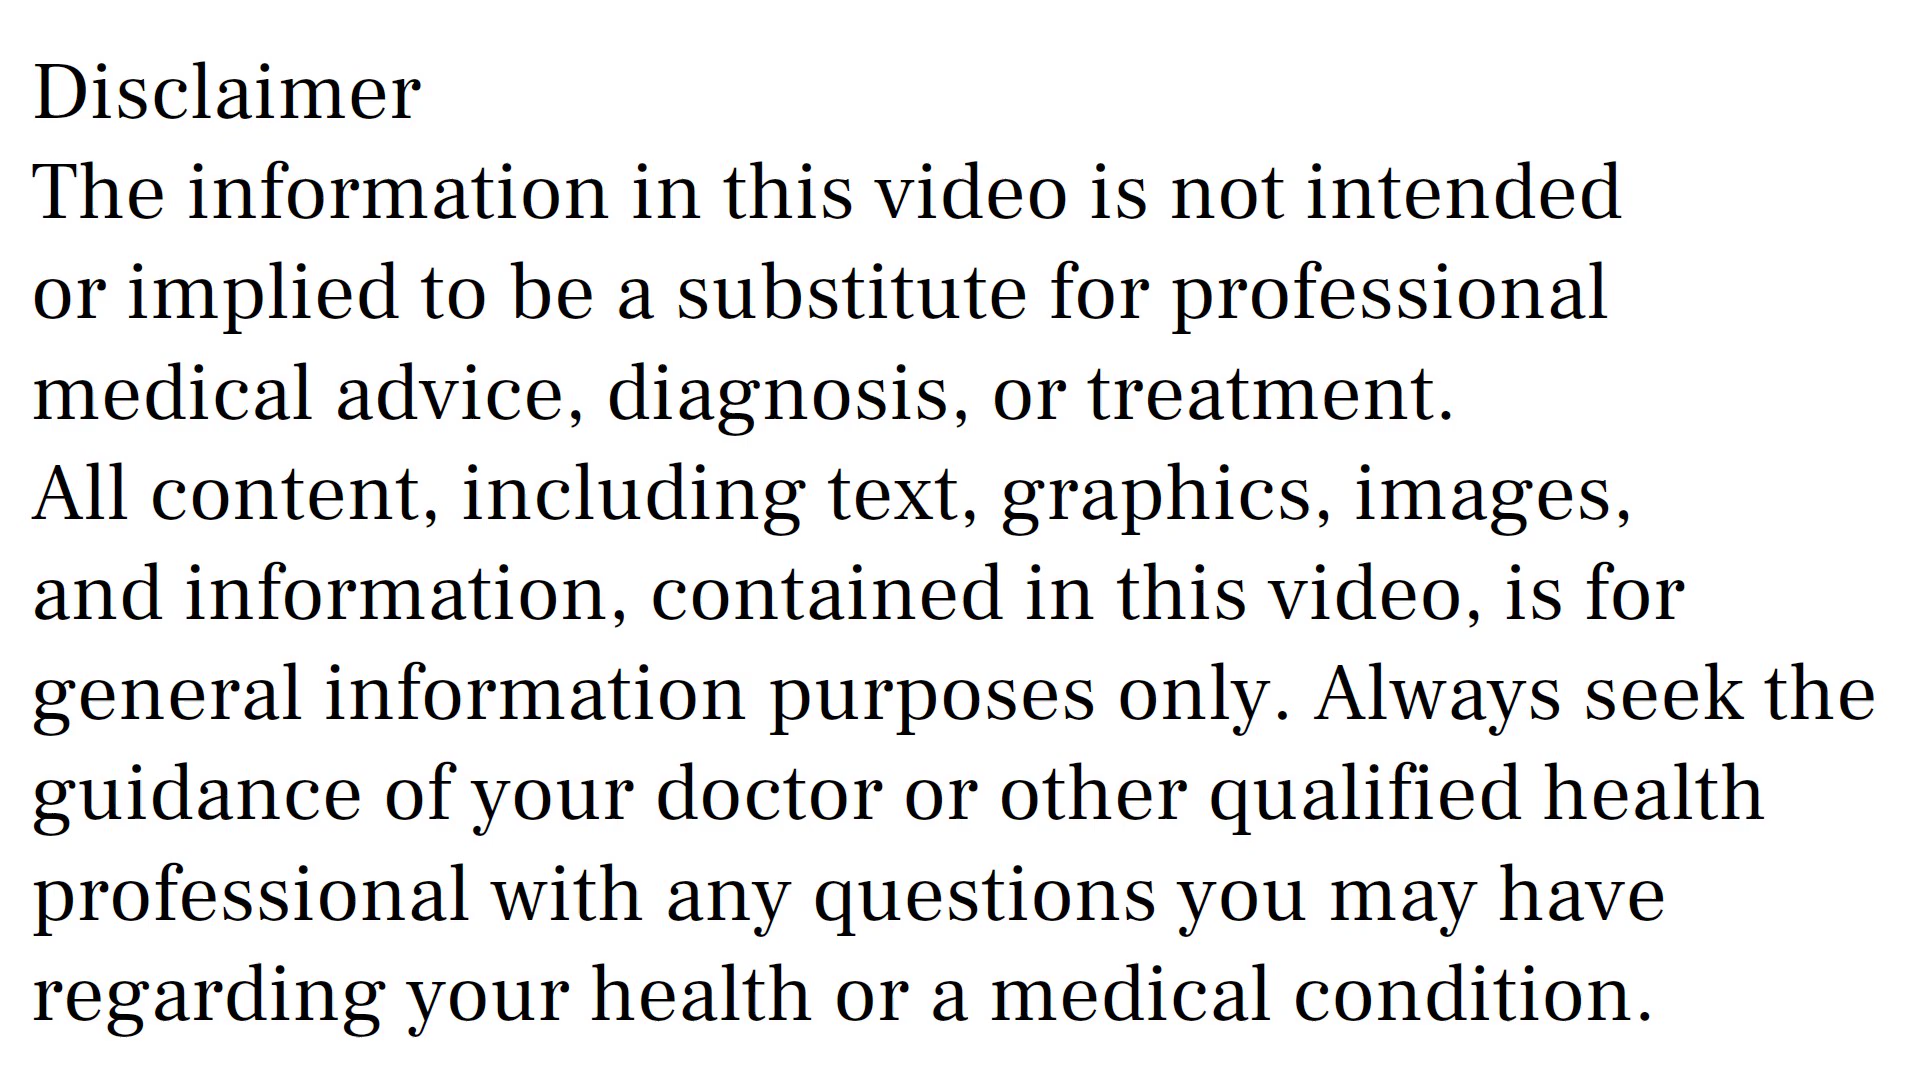 Disclaimer
The information in this video is not intended
or implied to be a substitute for professional
medical advice, diagnosis, or treatment.
All content, including text, graphics, images,
and information, contained in this video, is for
general information purposes only. Always seek the
guidance of your doctor or other qualified health
professional with any questions you may have
regarding your health or a medical condition.